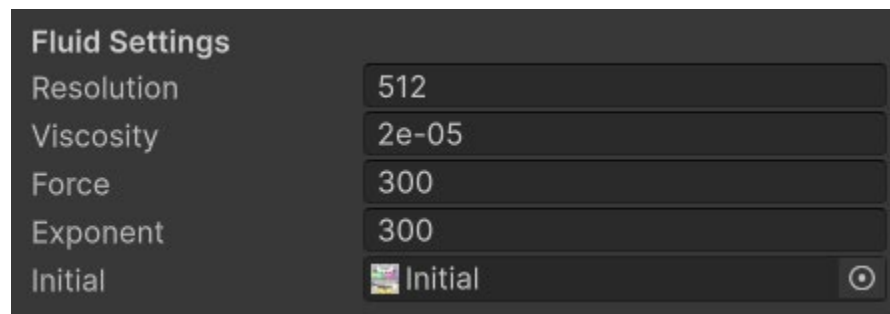 Fluid Settings
Resolution 512
Viscosity 2e-05
Force 300
Exponent 300
Initial Initial